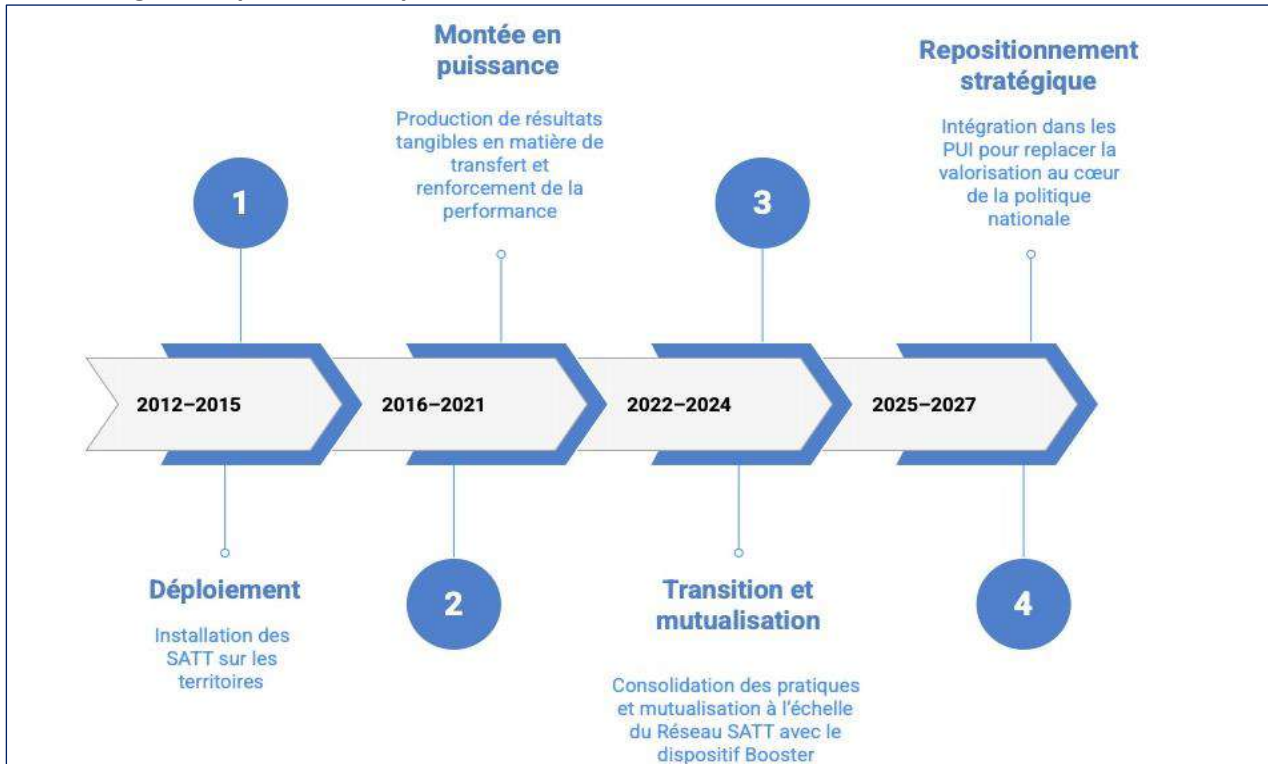 Montée en
puissance
Production de résultats
tangibles en matière de
transfert et
renforcement de la
performance
Repositionnement
stratégique
Intégration dans les
PUI pour replacer la
valorisation au cœur
de la politique
nationale
1
3
2012–2015
2016–2021
2022–2024
2025–2027
Déploiement
Installation des
SATT sur les
territoires
2
Transition et
mutualisation
Consolidation des pratiques
et mutualisation à l'échelle
du Réseau SATT avec le
dispositif Booster
4